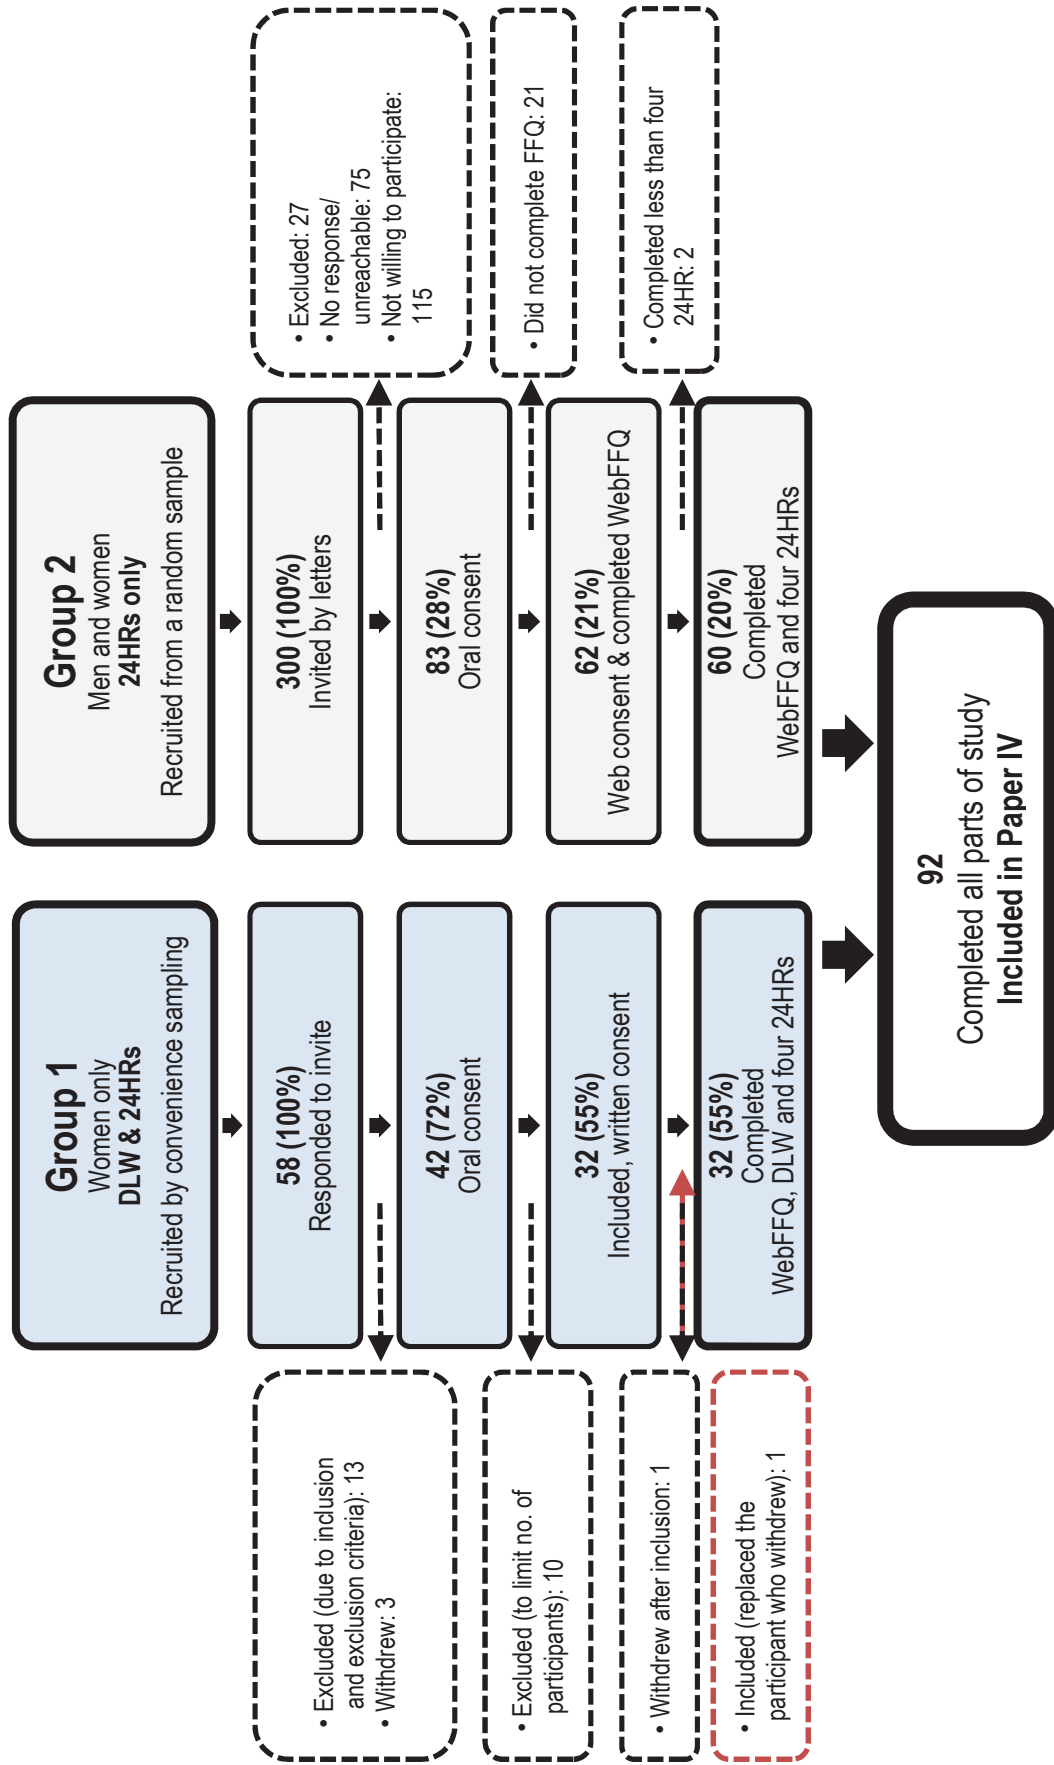 Group 1
Women only
DLW & 24HRs
Recruited by convenience sampling
58 (100%)
Responded to invite
• Excluded (due to inclusion
and exclusion criteria): 13
• Withdrew: 3
42 (72%)
Oral consent
• Excluded (to limit no. of
participants): 10
32 (55%)
Included, written consent
• Withdrew after inclusion: 1
• Included (replaced the
participant who withdrew): 1
32 (55%)
Completed
WebFFQ, DLW and four 24HRs
Group 2
Men and women
24HRs only
Recruited from a random sample
300 (100%)
Invited by letters
• Excluded: 27
• No response/
unreachable: 75
• Not willing to participate:
115
83 (28%)
Oral consent
• Did not complete FFQ: 21
62 (21%)
Web consent & completed WebFFQ
• Completed less than four
24HR: 2
60 (20%)
Completed
WebFFQ and four 24HRs
92
Completed all parts of study
Included in Paper IV